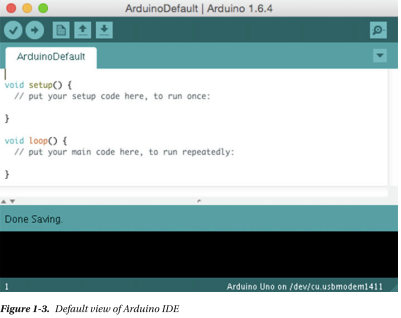 ArduinoDefault | Arduino 1.6.4
ArduinoDefault
void setup() {
// put your setup code here, to run once:
}
void loop() {
// put your main code here, to run repeatedly:
}
Done Saving.
1 Arduino Uno on /dev/cu.usbmodem1411
Figure 1-3. Default view of Arduino IDE